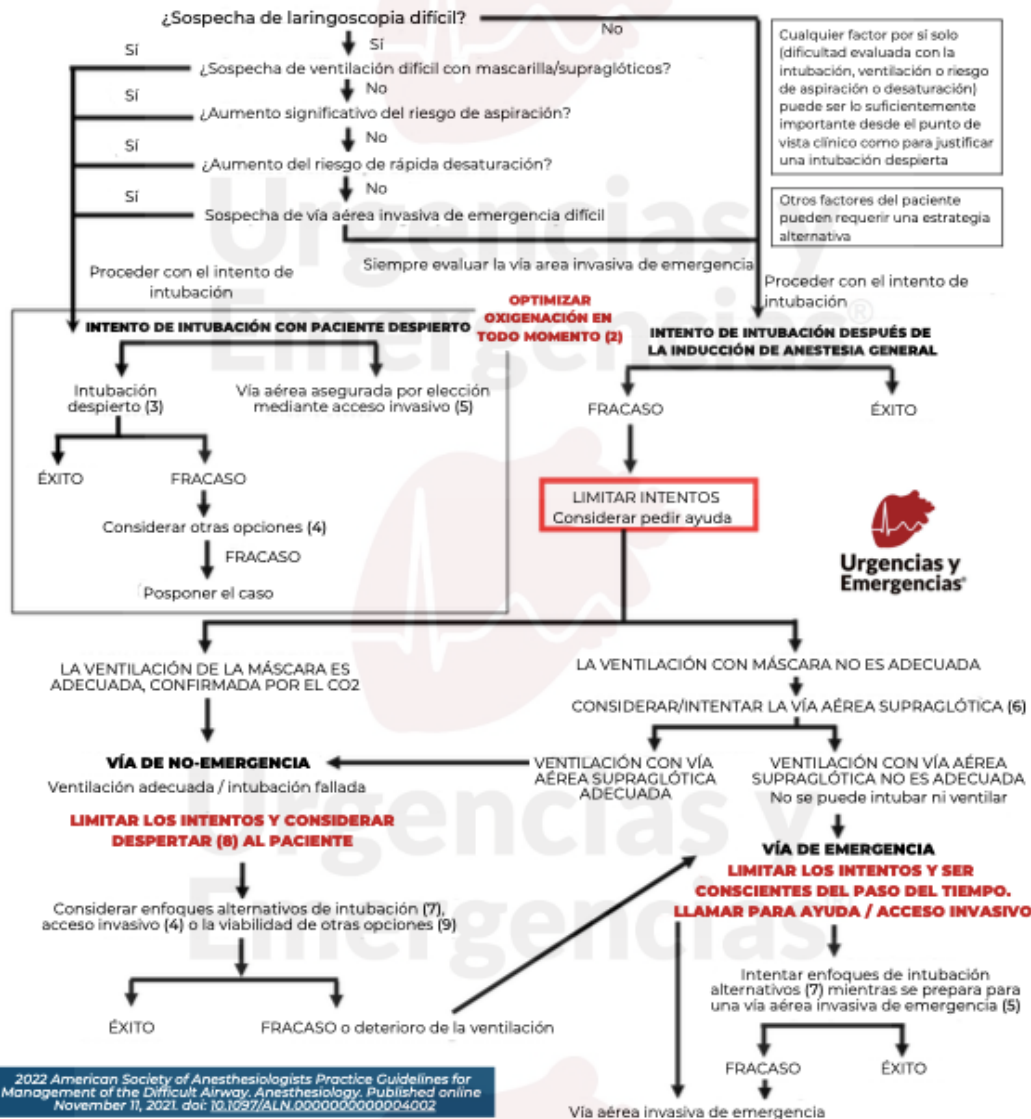 ¿Sospecha de laringoscopia difícil?
No
Sí
Sí
¿Sospecha de ventilación difícil con mascarilla/supraglóticos?
No
Sí
¿Aumento significativo del riesgo de aspiración?
No
Sí
¿Aumento del riesgo de rápida desaturación?
No
Sí
Sospecha de vía aérea invasiva de emergencia difícil
Cualquier factor por sí solo
(dificultad evaluada con la
intubación, ventilación o riesgo
de aspiración o desaturación)
puede ser lo suficientemente
importante desde el punto de
vista clínico como para justificar
una intubación despierta
Otros factores del paciente
pueden requerir una estrategia
alternativa
Siempre evaluar la vía area invasiva de emergencia
Proceder con el intento de
intubación
Proceder con el intento de
intubación
OPTIMIZAR
OXIGENACIÓN EN
TODO MOMENTO (2)
INTENTO DE INTUBACIÓN CON PACIENTE DESPIERTO
INTENTO DE INTUBACIÓN DESPUÉS DE
LA INDUCCIÓN DE ANESTESIA GENERAL
Intubación
despierto (3)
Vía aérea asegurada por elección
mediante acceso invasivo (5)
FRACASO
ÉXITO
ÉXITO
FRACASO
Considerar otras opciones (4)
FRACASO
Posponer el caso
LIMITAR INTENTOS
Considerar pedir ayuda
Urgencias y
Emergencias®
LA VENTILACIÓN DE LA MÁSCARA ES
ADECUADA, CONFIRMADA POR EL CO2
LA VENTILACIÓN CON MÁSCARA NO ES ADECUADA
CONSIDERAR/INTENTAR LA VÍA AÉREA SUPRAGLÓTICA (6)
VÍA DE NO-EMERGENCIA
Ventilación adecuada / intubación fallada
VENTILACIÓN CON VÍA
AÉREA SUPRAGLÓTICA
ADECUADA
VENTILACIÓN CON VÍA AÉREA
SUPRAGLÓTICA NO ES ADECUADA
No se puede intubar ni ventilar
LIMITAR LOS INTENTOS Y CONSIDERAR
DESPERTAR (8) AL PACIENTE
VÍA DE EMERGENCIA
LIMITAR LOS INTENTOS Y SER
CONSCIENTES DEL PASO DEL TIEMPO.
LLAMAR PARA AYUDA / ACCESO INVASIVO
Considerar enfoques alternativos de intubación (7),
acceso invasivo (4) o la viabilidad de otras opciones (9)
Intentar enfoques de intubación
alternativos (7) mientras se prepara para
una vía aérea invasiva de emergencia (5)
ÉXITO
FRACASO o deterioro de la ventilación
FRACASO
ÉXITO
Vía aérea invasiva de emergencia
2022 American Society of Anesthesiologists Practice Guidelines for
Management of the Difficult Airway. Anesthesiology. Published online
November 11, 2021. doi: 10.1097/ALN.0000000000004002
Urgencias y
Emergencias®
Urgencias y
Emergencias